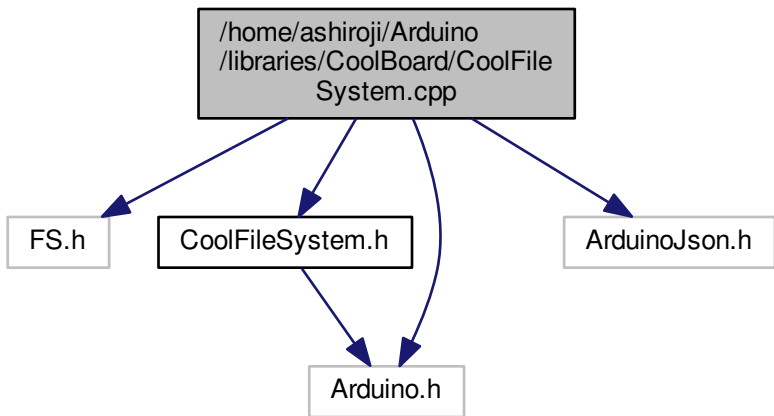 /home/ashiroji/Arduino
/libraries/CoolBoard/CoolFile
System.cpp
FS.h
CoolFileSystem.h
ArduinoJson.h
Arduino.h